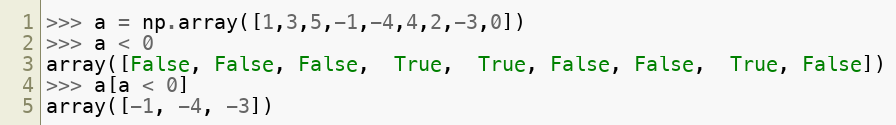 1 >>> a = np.array([1,3,5,-1,-4,4,2,-3,0])
2 >>> a < 0
3 array([False, False, False,  True,  True, False, False,  True, False])
4 >>> a[a < 0]
5 array([-1, -4, -3])